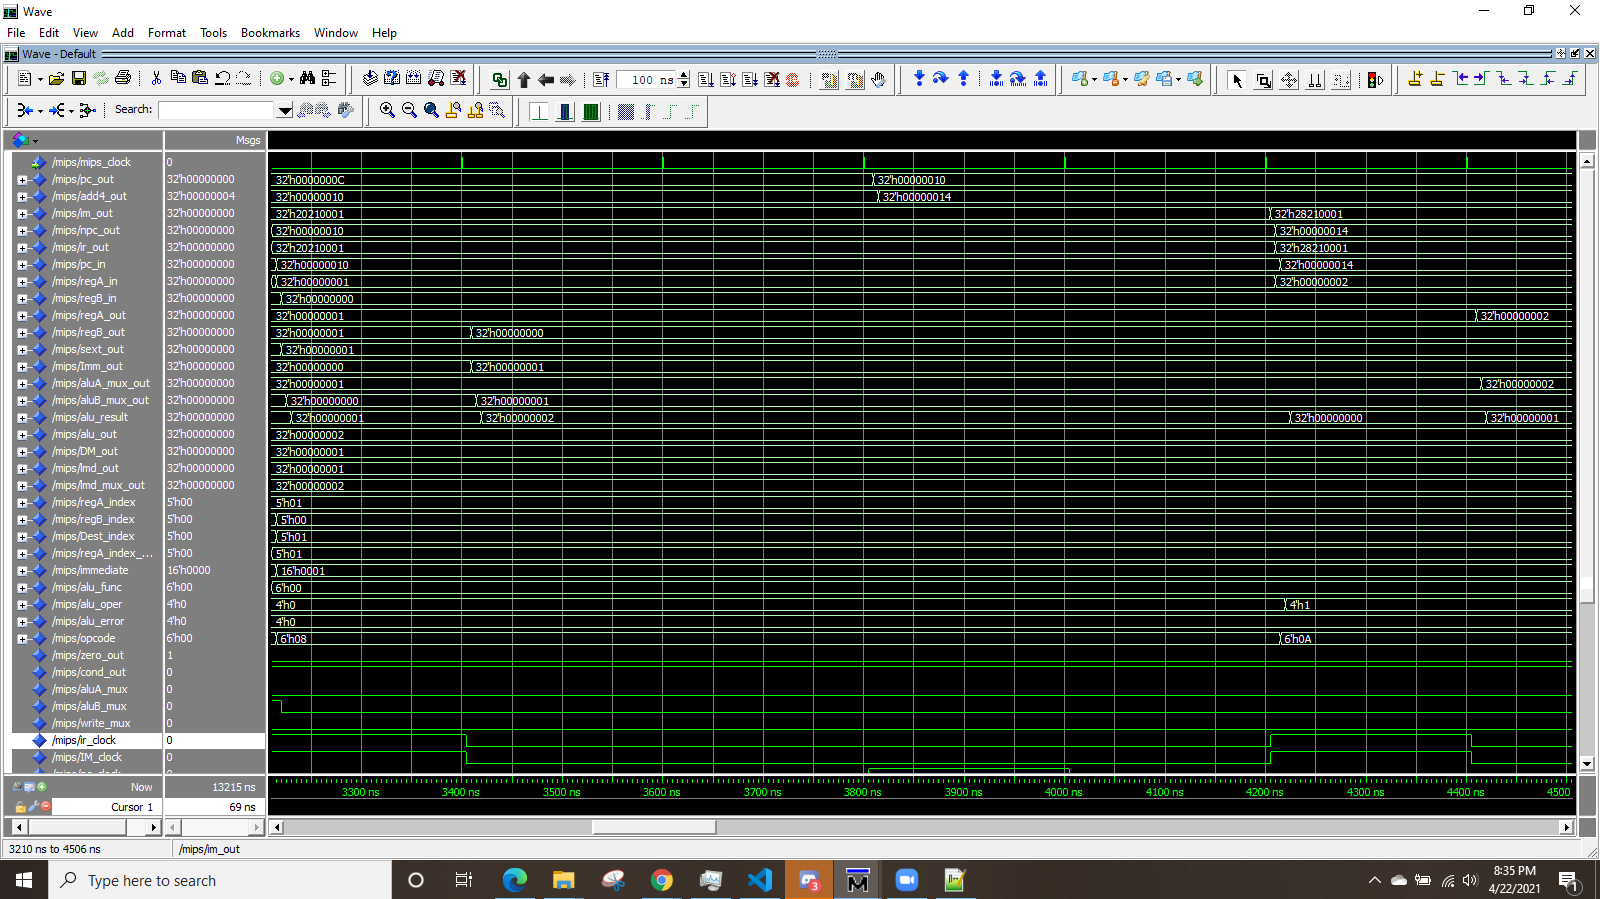 Wave
File Edit View Add Format Tools Bookmarks Window Help
Wave - Default
100 ns
Search:
Msgs
/mips/mips_clock 0
/mips/pc_out 32'h00000000 32'h0000000C 32'h00000010
/mips/add4_out 32'h00000004 32'h00000010 32'h00000014
/mips/im_out 32'h00000000 32'h20210001 32'h28210001
/mips/npc_out 32'h00000000 32'h00000010 32'h00000014
/mips/ir_out 32'h00000000 32'h20210001 32'h28210001
/mips/pc_in 32'h00000000 32'h00000010 32'h00000014
/mips/regA_in 32'h00000000 32'h00000001 32'h00000002
/mips/regB_in 32'h00000000 32'h00000000
/mips/regA_out 32'h00000000 32'h00000001 32'h00000002
/mips/regB_out 32'h00000000 32'h00000001 32'h00000000
/mips/sext_out 32'h00000000 32'h00000001
/mips/Imm_out 32'h00000000 32'h00000000 32'h00000001
/mips/aluA_mux_out 32'h00000000 32'h00000001 32'h00000002
/mips/aluB_mux_out 32'h00000000 32'h00000000 32'h00000001
/mips/alu_result 32'h00000000 32'h00000001 32'h00000002 32'h00000000 32'h00000001
/mips/alu_out 32'h00000000 32'h00000002
/mips/DM_out 32'h00000000 32'h00000001
/mips/lmd_out 32'h00000000 32'h00000001
/mips/lmd_mux_out 32'h00000000 32'h00000002
/mips/regA_index 5'h00 5'h01
/mips/regB_index 5'h00 5'h00
/mips/Dest_index 5'h00 5'h01
/mips/regA_index_... 5'h00 5'h01
/mips/immediate 16'h0000 16'h0001
/mips/alu_func 6'h00 6'h00
/mips/alu_oper 4'h0 4'h0 4'h1
/mips/alu_error 4'h0 4'h0
/mips/opcode 6'h00 6'h08 6'h0A
/mips/zero_out 1
/mips/cond_out 0
/mips/aluA_mux 0
/mips/aluB_mux 0
/mips/write_mux 0
/mips/ir_clock 0
/mips/IM_clock 0
Now 13215 ns 3300 ns 3400 ns 3500 ns 3600 ns 3700 ns 3800 ns 3900 ns 4000 ns 4100 ns 4200 ns 4300 ns 4400 ns 4500
Cursor 1 69 ns
3210 ns to 4506 ns /mips/im_out
Type here to search
3
8:35 PM
4/22/2021
1